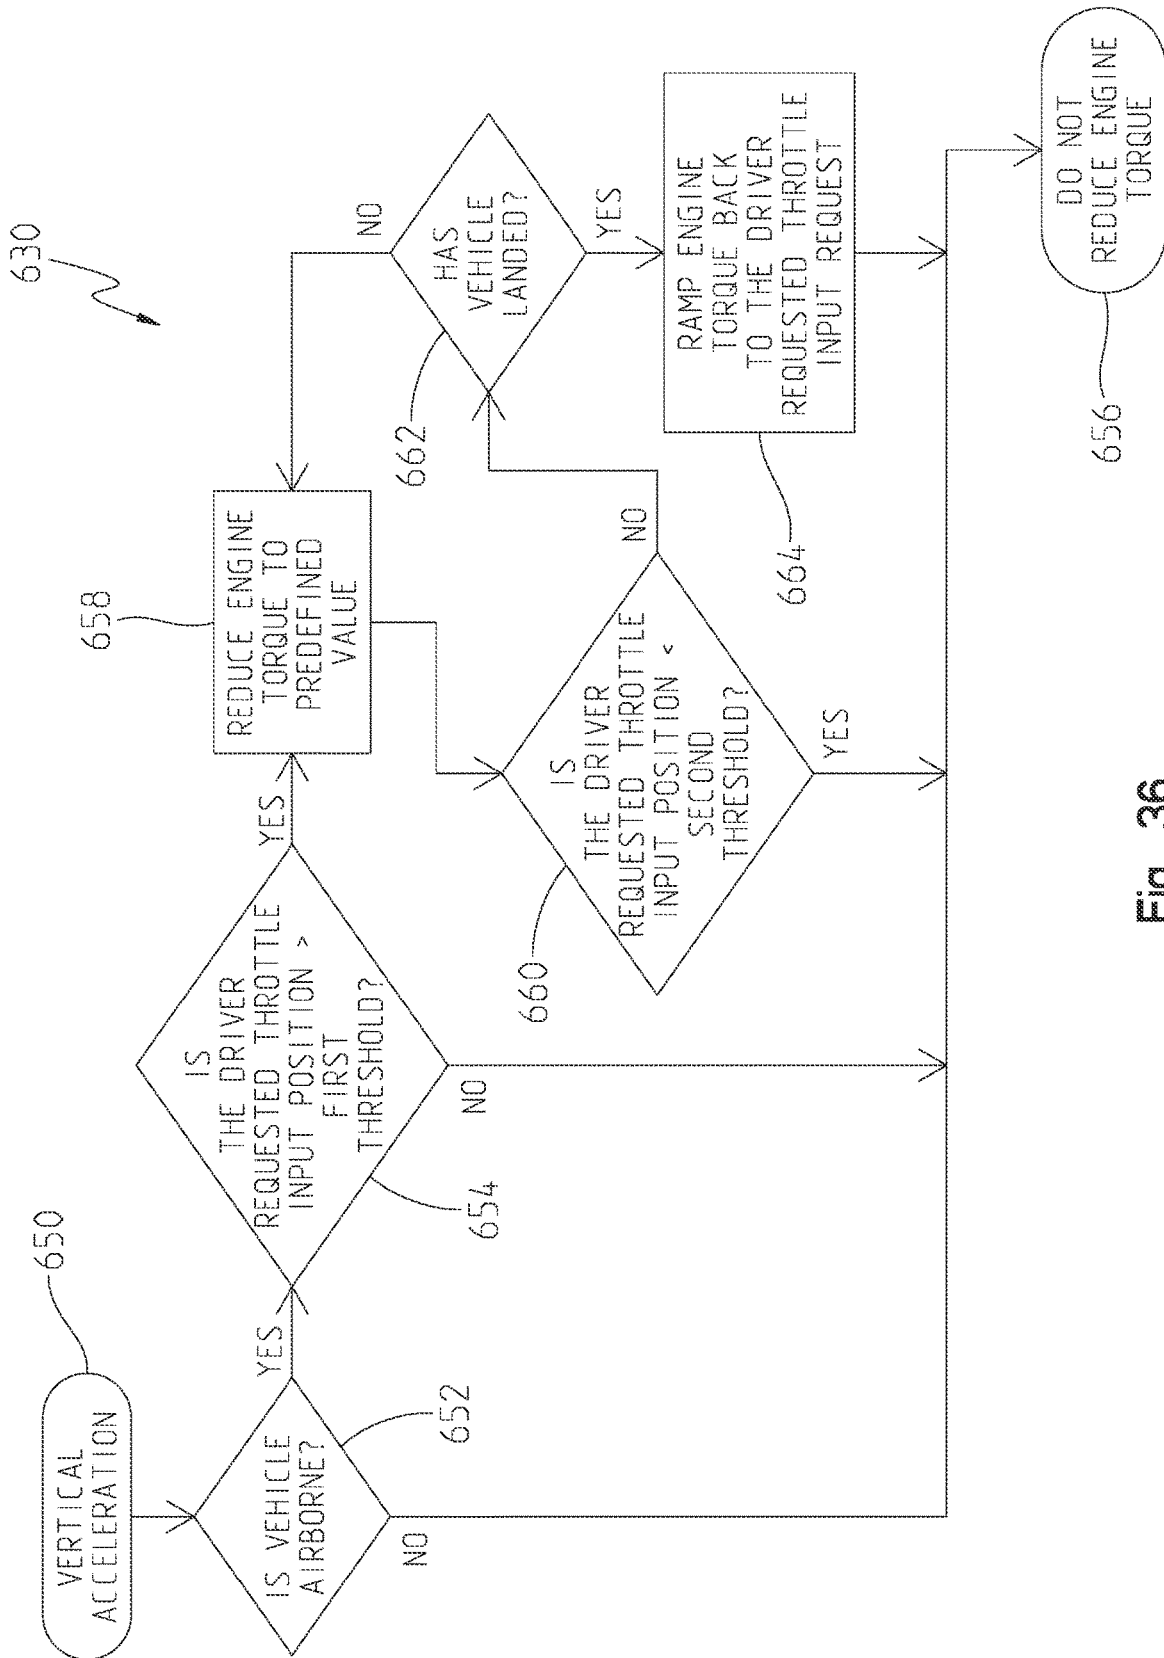 630
650
VERTICAL
ACCELERATION
IS VEHICLE
AIRBORNE?
652
YES
NO
IS
THE DRIVER
REQUESTED THROTTLE
INPUT POSITION >
FIRST
THRESHOLD?
654
YES
NO
658
REDUCE ENGINE
TORQUE TO
PREDEFINED
VALUE
IS
THE DRIVER
REQUESTED THROTTLE
INPUT POSITION <
SECOND
THRESHOLD?
660
NO
YES
HAS
VEHICLE
LANDED?
662
NO
YES
RAMP ENGINE
TORQUE BACK
TO THE DRIVER
REQUESTED THROTTLE
INPUT REQUEST
664
DO NOT
REDUCE ENGINE
TORQUE
656
Fig. 36